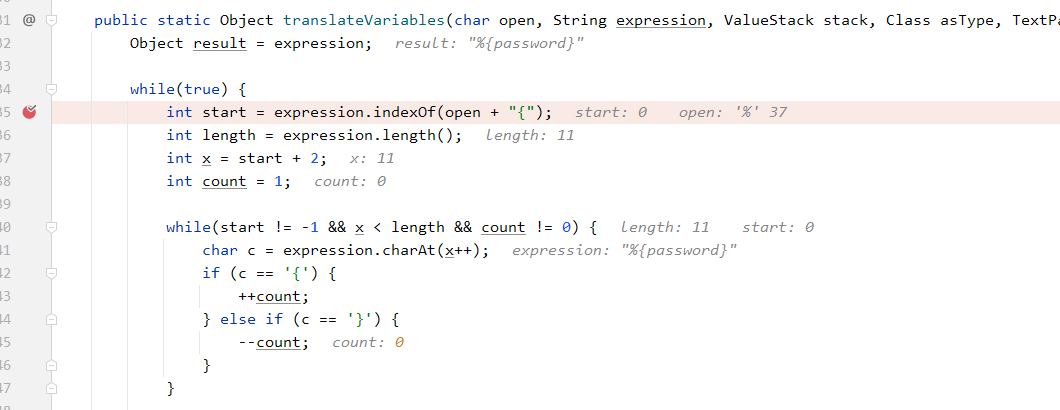 31 @ public static Object translateVariables(char open, String expression, ValueStack stack, Class asType, TextPa
32 Object result = expression; result: "%{password}"
33
34 while(true) {
35 int start = expression.indexOf(open + "{"); start: 0 open: '%' 37
36 int length = expression.length(); length: 11
37 int x = start + 2; x: 11
38 int count = 1; count: 0
39
40 while(start != -1 && x < length && count != 0) { length: 11 start: 0
41 char c = expression.charAt(x++); expression: "%{password}"
42 if (c == '{') {
43 ++count;
44 } else if (c == '}') {
45 --count; count: 0
46 }
47 }